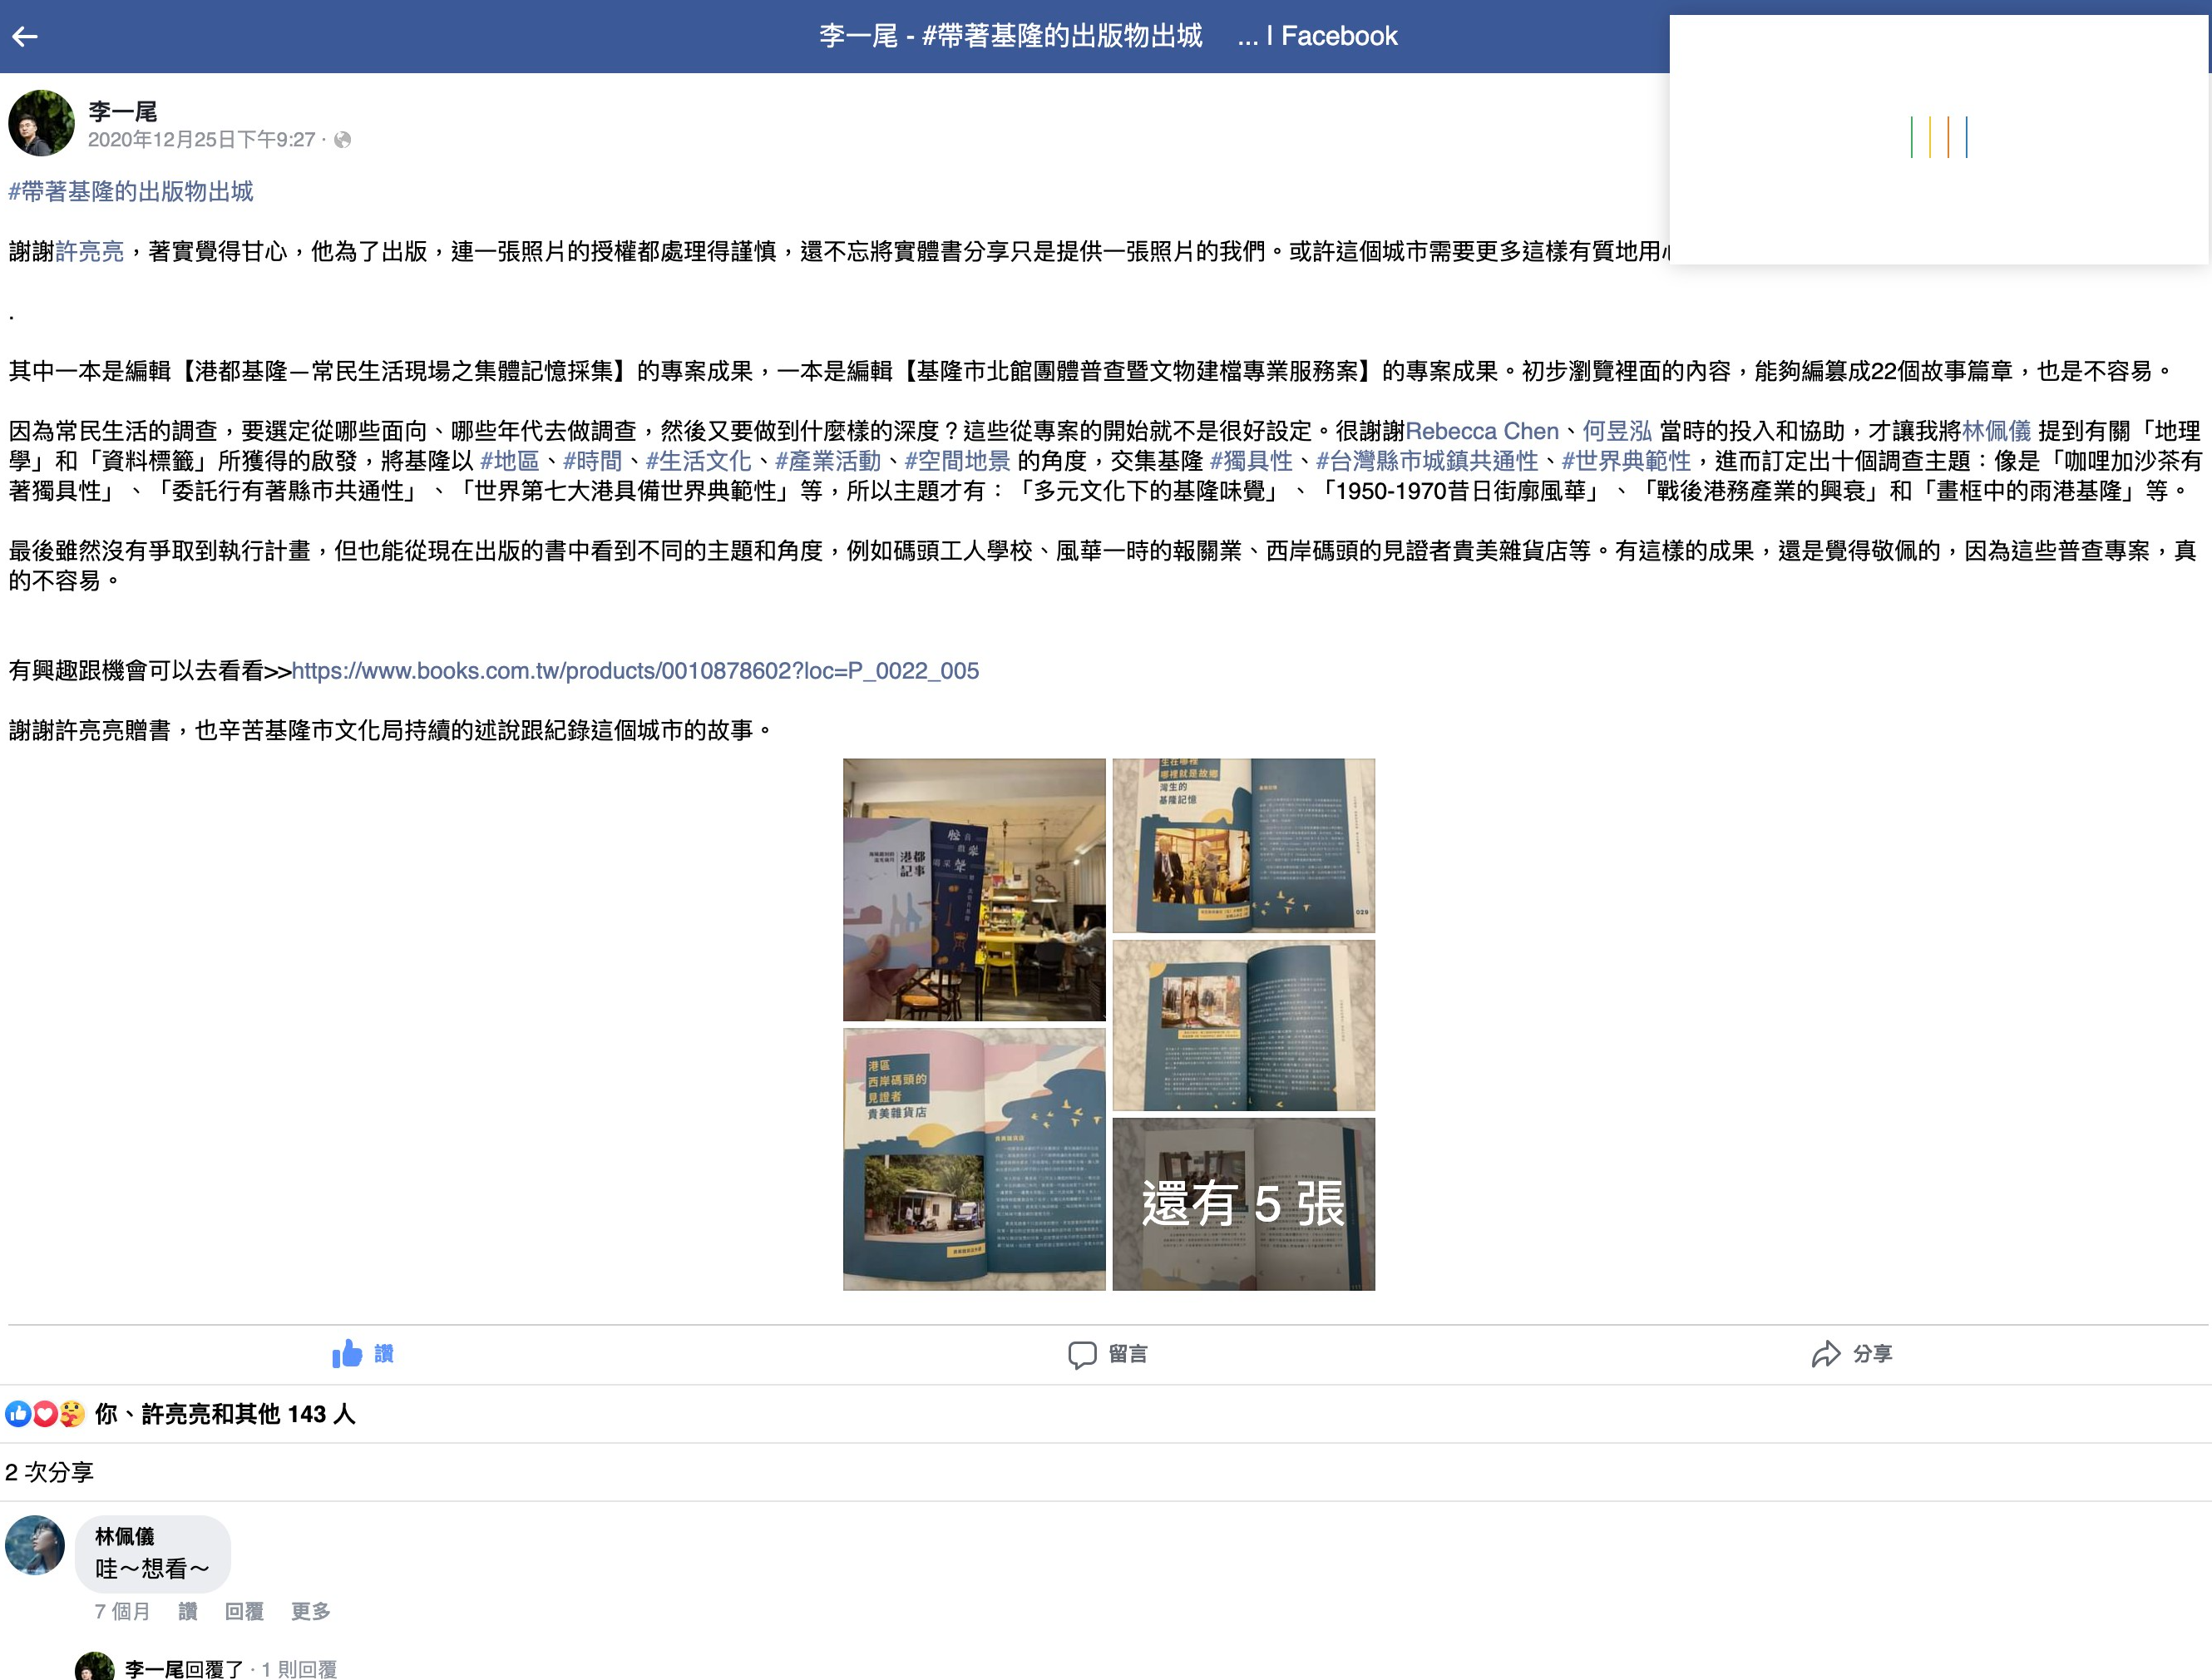 李一尾 - #帶著基隆的出版物出城 ... | Facebook
李一尾
2020年12月25日下午9:27 ·
#帶著基隆的出版物出城
謝謝許亮亮，著實覺得甘心，他為了出版，連一張照片的授權都處理得謹慎，還不忘將實體書分享只是提供一張照片的我們。或許這個城市需要更多這樣有質地用心
.
其中一本是編輯【港都基隆—常民生活現場之集體記憶採集】的專案成果，一本是編輯【基隆市北館團體普查暨文物建檔專業服務案】的專案成果。初步瀏覽裡面的內容，能夠編篡成22個故事篇章，也是不容易。
因為常民生活的調查，要選定從哪些面向、哪些年代去做調查，然後又要做到什麼樣的深度？這些從專案的開始就不是很好設定。很謝謝Rebecca Chen、何昱泓 當時的投入和協助，才讓我將林佩儀 提到有關「地理
學」和「資料標籤」所獲得的啟發，將基隆以 #地區、#時間、#生活文化、#產業活動、#空間地景 的角度，交集基隆 #獨具性、#台灣縣市城鎮共通性、#世界典範性，進而訂定出十個調查主題：像是「咖哩加沙茶有
著獨具性」、「委託行有著縣市共通性」、「世界第七大港具備世界典範性」等，所以主題才有：「多元文化下的基隆味覺」、「1950-1970昔日街廓風華」、「戰後港務產業的興衰」和「畫框中的雨港基隆」等。
最後雖然沒有爭取到執行計畫，但也能從現在出版的書中看到不同的主題和角度，例如碼頭工人學校、風華一時的報關業、西岸碼頭的見證者貴美雜貨店等。有這樣的成果，還是覺得敬佩的，因為這些普查專案，真
的不容易。
有興趣跟機會可以去看看>>https://www.books.com.tw/products/0010878602?loc=P_0022_005
謝謝許亮亮贈書，也辛苦基隆市文化局持續的述說跟紀錄這個城市的故事。
港都
記事
生在哪裡
哪裡就是故鄉
灣生的
基隆記憶
029
港區
西岸碼頭的
見證者
貴美雜貨店
貴美雜貨店
還有 5 張
讚
留言
分享
你、許亮亮和其他 143 人
2 次分享
林佩儀
哇～想看～
7 個月 讚 回覆 更多
李一尾回覆了 · 1 則回覆